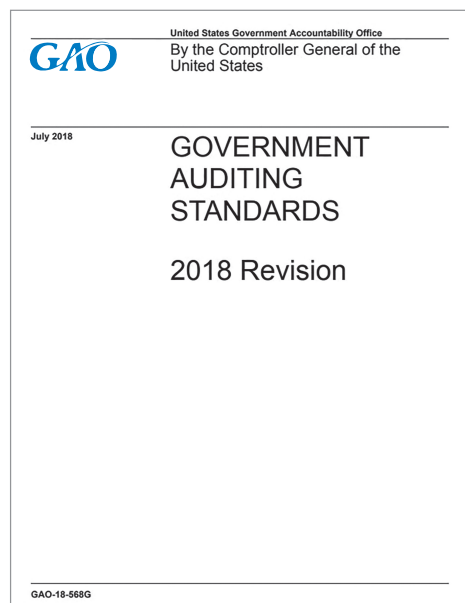 United States Government Accountability Office
GAO
By the Comptroller General of the
United States
July 2018
GOVERNMENT
AUDITING
STANDARDS
2018 Revision
GAO-18-568G